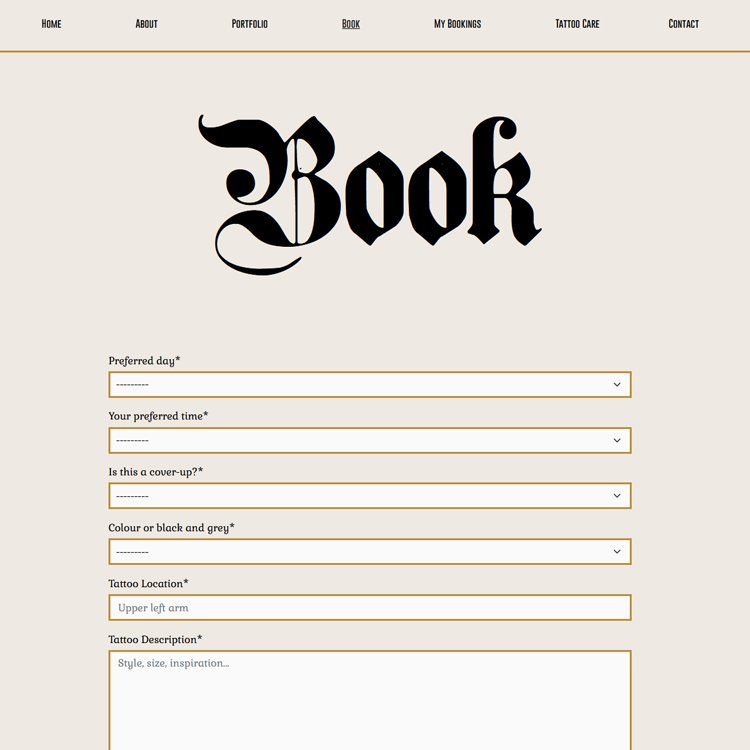 Home About Portfolio Book My Bookings Tattoo Care Contact
Book
Preferred day*
---------
Your preferred time*
---------
Is this a cover-up?*
---------
Colour or black and grey*
---------
Tattoo Location*
Upper left arm
Tattoo Description*
Style, size, inspiration...